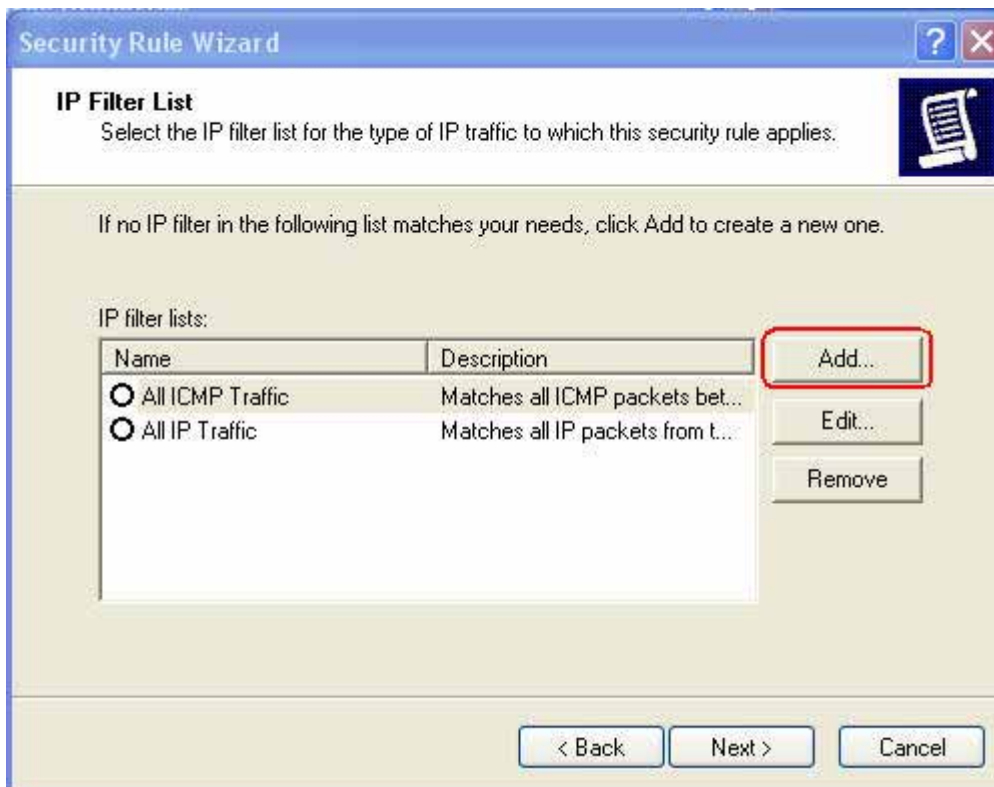 Security Rule Wizard
IP Filter List
Select the IP filter list for the type of IP traffic to which this security rule applies.
If no IP filter in the following list matches your needs, click Add to create a new one.
IP filter lists:
Name Description
All ICMP Traffic Matches all ICMP packets bet...
All IP Traffic Matches all IP packets from t...
Add...
Edit...
Remove
< Back Next > Cancel